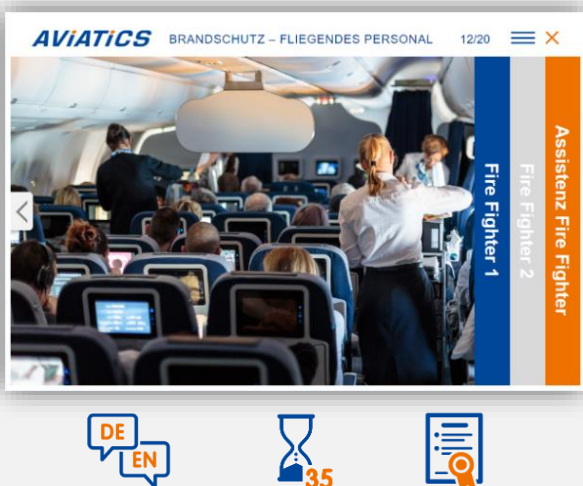 AViATiCS BRANDSCHUTZ – FLIEGENDES PERSONAL 12/20
Fire Fighter 1
Fire Fighter 2
Assistenz Fire Fighter
DE
EN
35